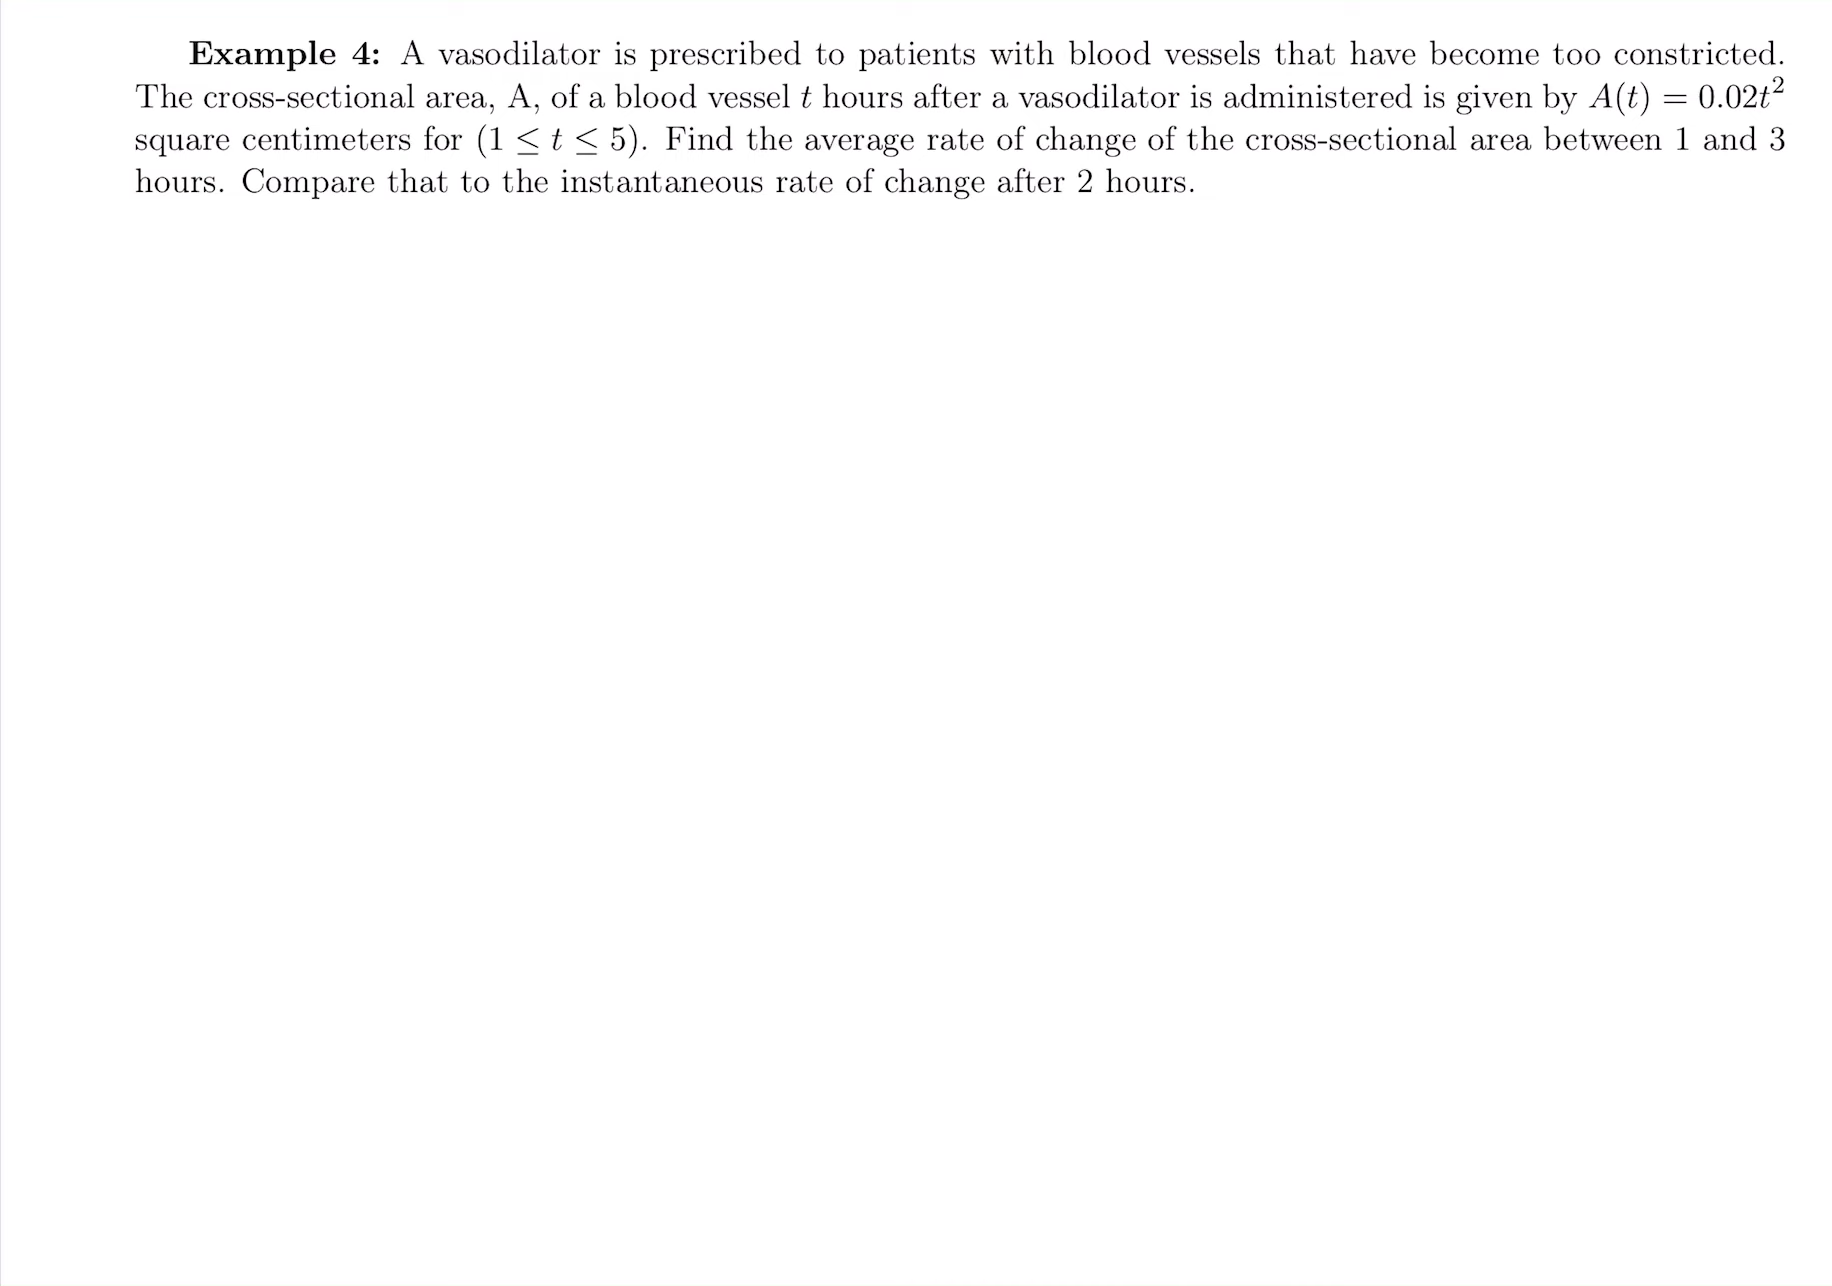 Example 4: A vasodilator is prescribed to patients with blood vessels that have become too constricted.
The cross-sectional area, A, of a blood vessel t hours after a vasodilator is administered is given by A(t) = 0.02t²
square centimeters for (1 ≤ t ≤ 5). Find the average rate of change of the cross-sectional area between 1 and 3
hours. Compare that to the instantaneous rate of change after 2 hours.